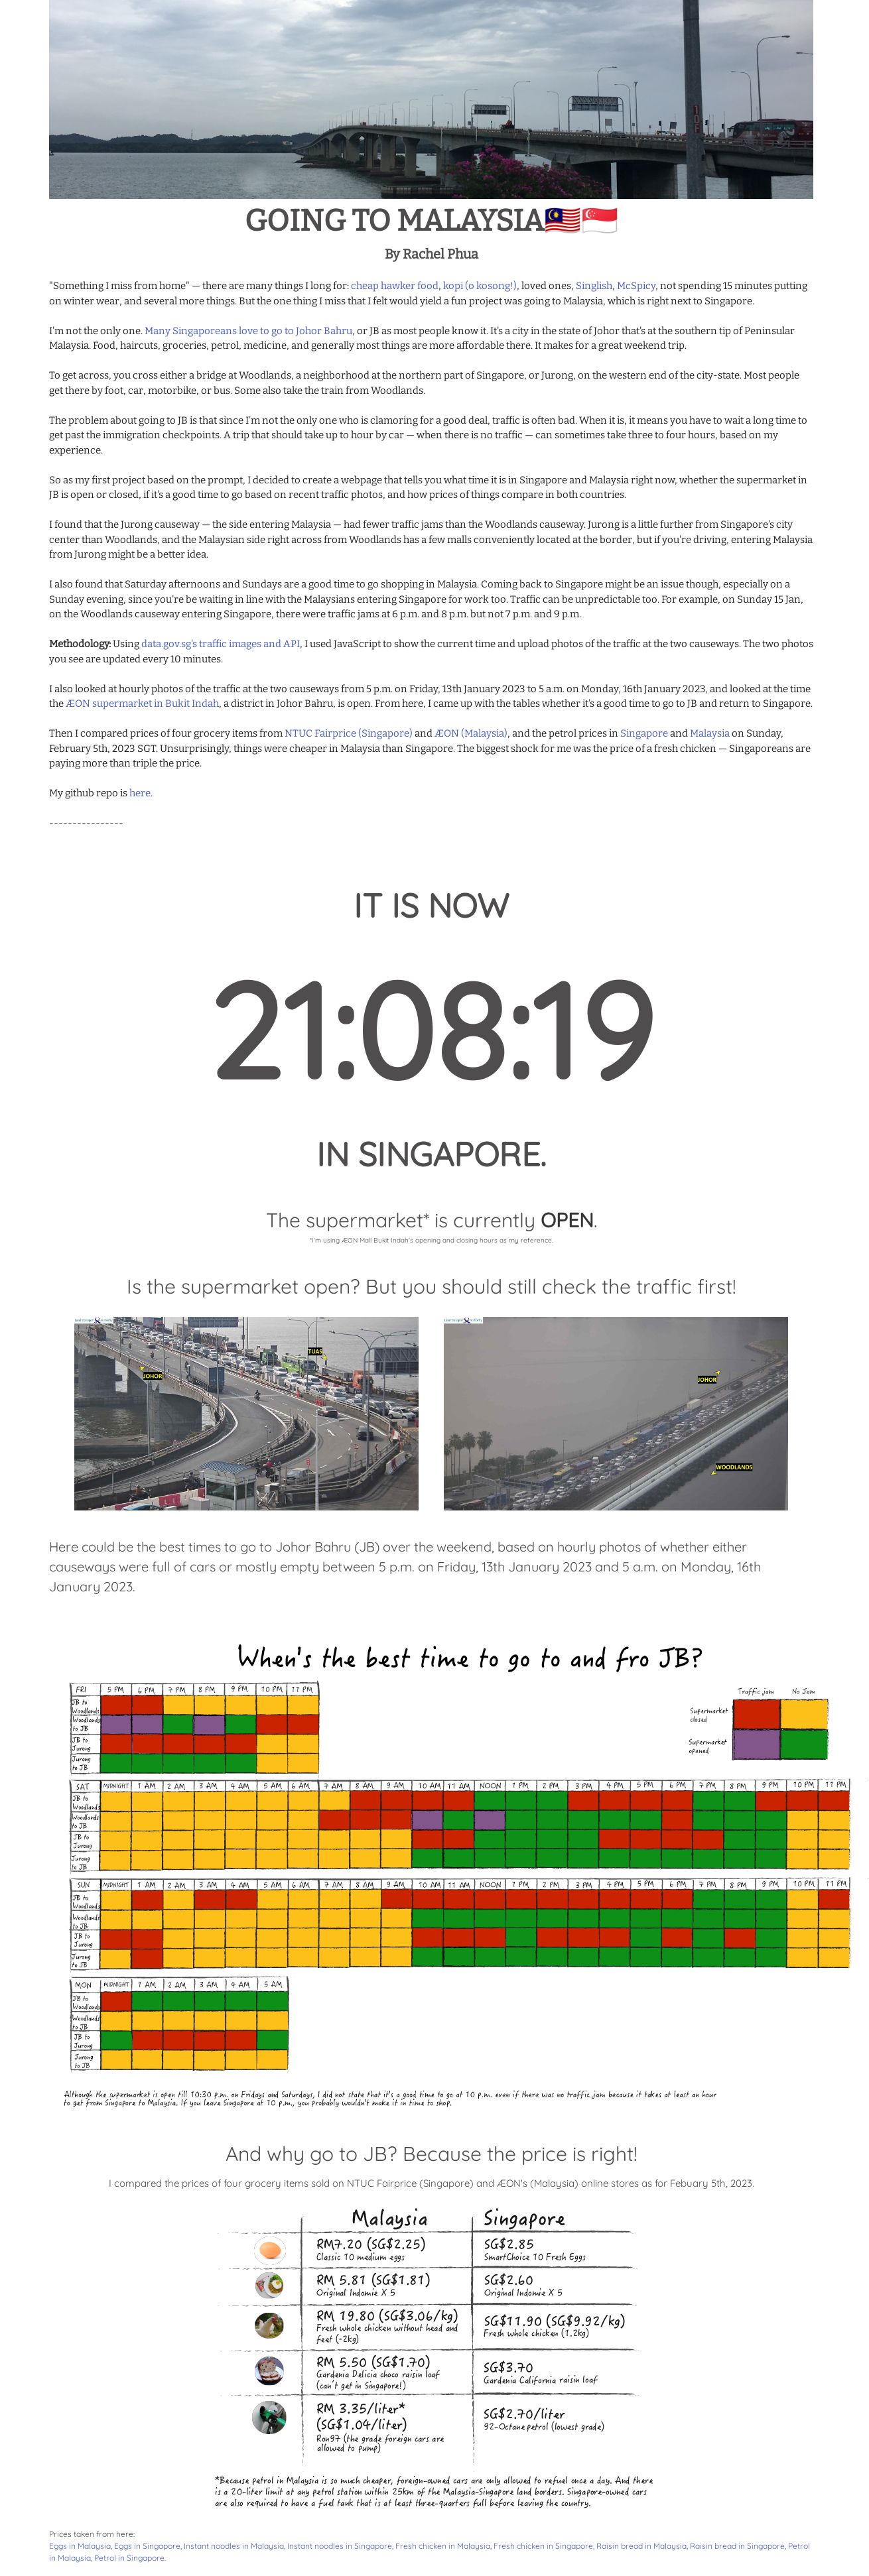 GOING TO MALAYSIA🇲🇾🇸🇬
By Rachel Phua
"Something I miss from home" — there are many things I long for: cheap hawker food, kopi (o kosong!), loved ones, Singlish, McSpicy, not spending 15 minutes putting
on winter wear, and several more things. But the one thing I miss that I felt would yield a fun project was going to Malaysia, which is right next to Singapore.
I'm not the only one. Many Singaporeans love to go to Johor Bahru, or JB as most people know it. It's a city in the state of Johor that's at the southern tip of Peninsular
Malaysia. Food, haircuts, groceries, petrol, medicine, and generally most things are more affordable there. It makes for a great weekend trip.
To get across, you cross either a bridge at Woodlands, a neighborhood at the northern part of Singapore, or Jurong, on the western end of the city-state. Most people
get there by foot, car, motorbike, or bus. Some also take the train from Woodlands.
The problem about going to JB is that since I'm not the only one who is clamoring for a good deal, traffic is often bad. When it is, it means you have to wait a long time to
get past the immigration checkpoints. A trip that should take up to hour by car — when there is no traffic — can sometimes take three to four hours, based on my
experience.
So as my first project based on the prompt, I decided to create a webpage that tells you what time it is in Singapore and Malaysia right now, whether the supermarket in
JB is open or closed, if it's a good time to go based on recent traffic photos, and how prices of things compare in both countries.
I found that the Jurong causeway — the side entering Malaysia — had fewer traffic jams than the Woodlands causeway. Jurong is a little further from Singapore's city
center than Woodlands, and the Malaysian side right across from Woodlands has a few malls conveniently located at the border, but if you're driving, entering Malaysia
from Jurong might be a better idea.
I also found that Saturday afternoons and Sundays are a good time to go shopping in Malaysia. Coming back to Singapore might be an issue though, especially on a
Sunday evening, since you're be waiting in line with the Malaysians entering Singapore for work too. Traffic can be unpredictable too. For example, on Sunday 15 Jan,
on the Woodlands causeway entering Singapore, there were traffic jams at 6 p.m. and 8 p.m. but not 7 p.m. and 9 p.m.
Methodology: Using data.gov.sg's traffic images and API, I used JavaScript to show the current time and upload photos of the traffic at the two causeways. The two photos
you see are updated every 10 minutes.
I also looked at hourly photos of the traffic at the two causeways from 5 p.m. on Friday, 13th January 2023 to 5 a.m. on Monday, 16th January 2023, and looked at the time
the ÆON supermarket in Bukit Indah, a district in Johor Bahru, is open. From here, I came up with the tables whether it's a good time to go to JB and return to Singapore.
Then I compared prices of four grocery items from NTUC Fairprice (Singapore) and ÆON (Malaysia), and the petrol prices in Singapore and Malaysia on Sunday,
February 5th, 2023 SGT. Unsurprisingly, things were cheaper in Malaysia than Singapore. The biggest shock for me was the price of a fresh chicken — Singaporeans are
paying more than triple the price.
My github repo is here.
----------------
IT IS NOW
21:08:19
IN SINGAPORE.
The supermarket* is currently OPEN.
*I'm using ÆON Mall Bukit Indah's opening and closing hours as my reference.
Is the supermarket open? But you should still check the traffic first!
JOHOR
TUAS
JOHOR
WOODLANDS
Here could be the best times to go to Johor Bahru (JB) over the weekend, based on hourly photos of whether either
causeways were full of cars or mostly empty between 5 p.m. on Friday, 13th January 2023 and 5 a.m. on Monday, 16th
January 2023.
When's the best time to go to and fro JB?
Traffic jam No Jam
Supermarket closed
Supermarket opened
FRI 5 PM 6 PM 7 PM 8 PM 9 PM 10 PM 11 PM
JB to Woodlands
Woodlands to JB
JB to Jurong
Jurong to JB
SAT MIDNIGHT 1 AM 2 AM 3 AM 4 AM 5 AM 6 AM 7 AM 8 AM 9 AM 10 AM 11 AM NOON 1 PM 2 PM 3 PM 4 PM 5 PM 6 PM 7 PM 8 PM 9 PM 10 PM 11 PM
JB to Woodlands
Woodlands to JB
JB to Jurong
Jurong to JB
SUN MIDNIGHT 1 AM 2 AM 3 AM 4 AM 5 AM 6 AM 7 AM 8 AM 9 AM 10 AM 11 AM NOON 1 PM 2 PM 3 PM 4 PM 5 PM 6 PM 7 PM 8 PM 9 PM 10 PM 11 PM
JB to Woodlands
Woodlands to JB
JB to Jurong
Jurong to JB
MON MIDNIGHT 1 AM 2 AM 3 AM 4 AM 5 AM
JB to Woodlands
Woodlands to JB
JB to Jurong
Jurong to JB
Although the supermarket is open till 10:30 p.m. on Fridays and Saturdays, I did not state that it's a good time to go at 10 p.m. even if there was no traffic jam because it takes at least an hour
to get from Singapore to Malaysia. If you leave Singapore at 10 p.m., you probably wouldn't make it in time to shop.
And why go to JB? Because the price is right!
I compared the prices of four grocery items sold on NTUC Fairprice (Singapore) and ÆON's (Malaysia) online stores as for Febuary 5th, 2023.
Malaysia Singapore
RM7.20 (SG$2.25)
Classic 10 medium eggs
SG$2.85
SmartChoice 10 Fresh Eggs
RM 5.81 (SG$1.81)
Original Indomie X 5
SG$2.60
Original Indomie X 5
RM 19.80 (SG$3.06/kg)
Fresh whole chicken without head and
feet (~2kg)
SG$11.90 (SG$9.92/kg)
Fresh whole chicken (1.2kg)
RM 5.50 (SG$1.70)
Gardenia Delicia choco raisin loaf
(can't get in Singapore!)
SG$3.70
Gardenia California raisin loaf
RM 3.35/liter*
(SG$1.04/liter)
Ron97 (the grade foreign cars are
allowed to pump)
SG$2.70/liter
92-Octane petrol (lowest grade)
*Because petrol in Malaysia is so much cheaper, foreign-owned cars are only allowed to refuel once a day. And there
is a 20-liter limit at any petrol station within 25km of the Malaysia-Singapore land borders. Singapore-owned cars
are also required to have a fuel tank that is at least three-quarters full before leaving the country.
Prices taken from here:
Eggs in Malaysia, Eggs in Singapore, Instant noodles in Malaysia, Instant noodles in Singapore, Fresh chicken in Malaysia, Fresh chicken in Singapore, Raisin bread in Malaysia, Raisin bread in Singapore, Petrol
in Malaysia, Petrol in Singapore.